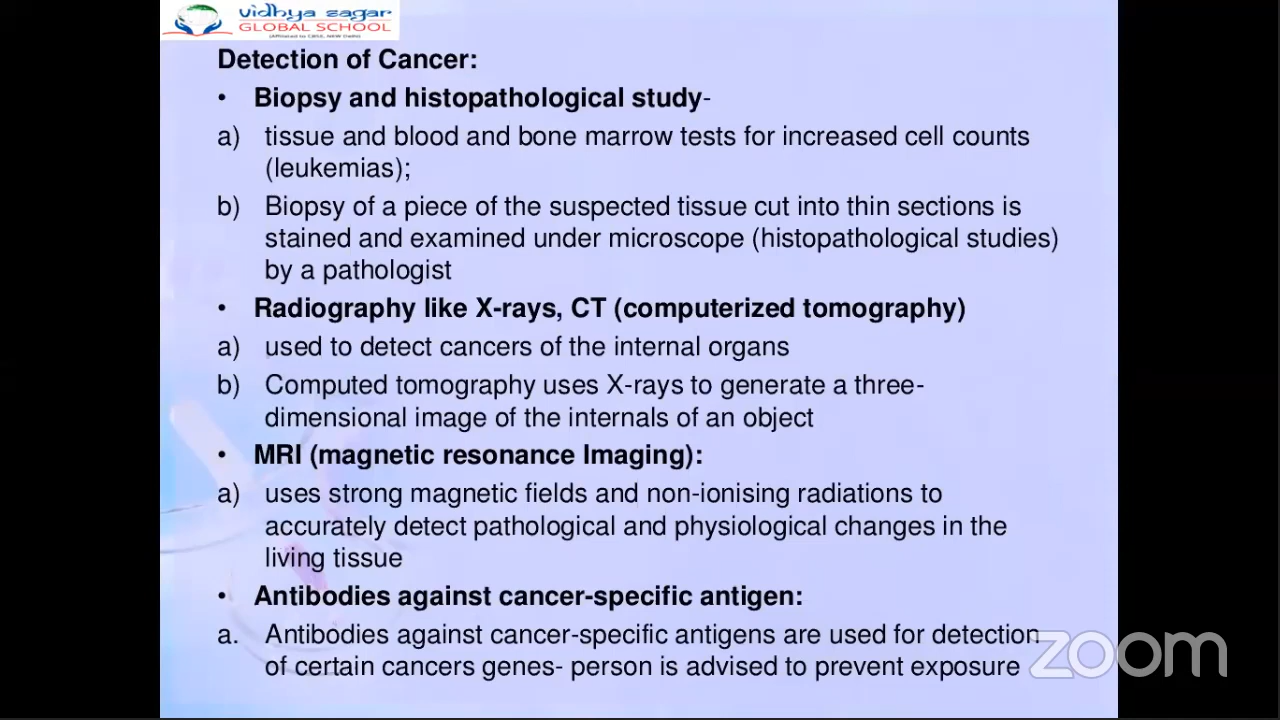 vidhya sagar
GLOBAL SCHOOL
(Affiliated to CBSE, NEW Delhi)
Detection of Cancer:
• Biopsy and histopathological study-
a) tissue and blood and bone marrow tests for increased cell counts
(leukemias);
b) Biopsy of a piece of the suspected tissue cut into thin sections is
stained and examined under microscope (histopathological studies)
by a pathologist
• Radiography like X-rays, CT (computerized tomography)
a) used to detect cancers of the internal organs
b) Computed tomography uses X-rays to generate a three-
dimensional image of the internals of an object
• MRI (magnetic resonance Imaging):
a) uses strong magnetic fields and non-ionising radiations to
accurately detect pathological and physiological changes in the
living tissue
• Antibodies against cancer-specific antigen:
a. Antibodies against cancer-specific antigens are used for detection
of certain cancers genes- person is advised to prevent exposure
zoom